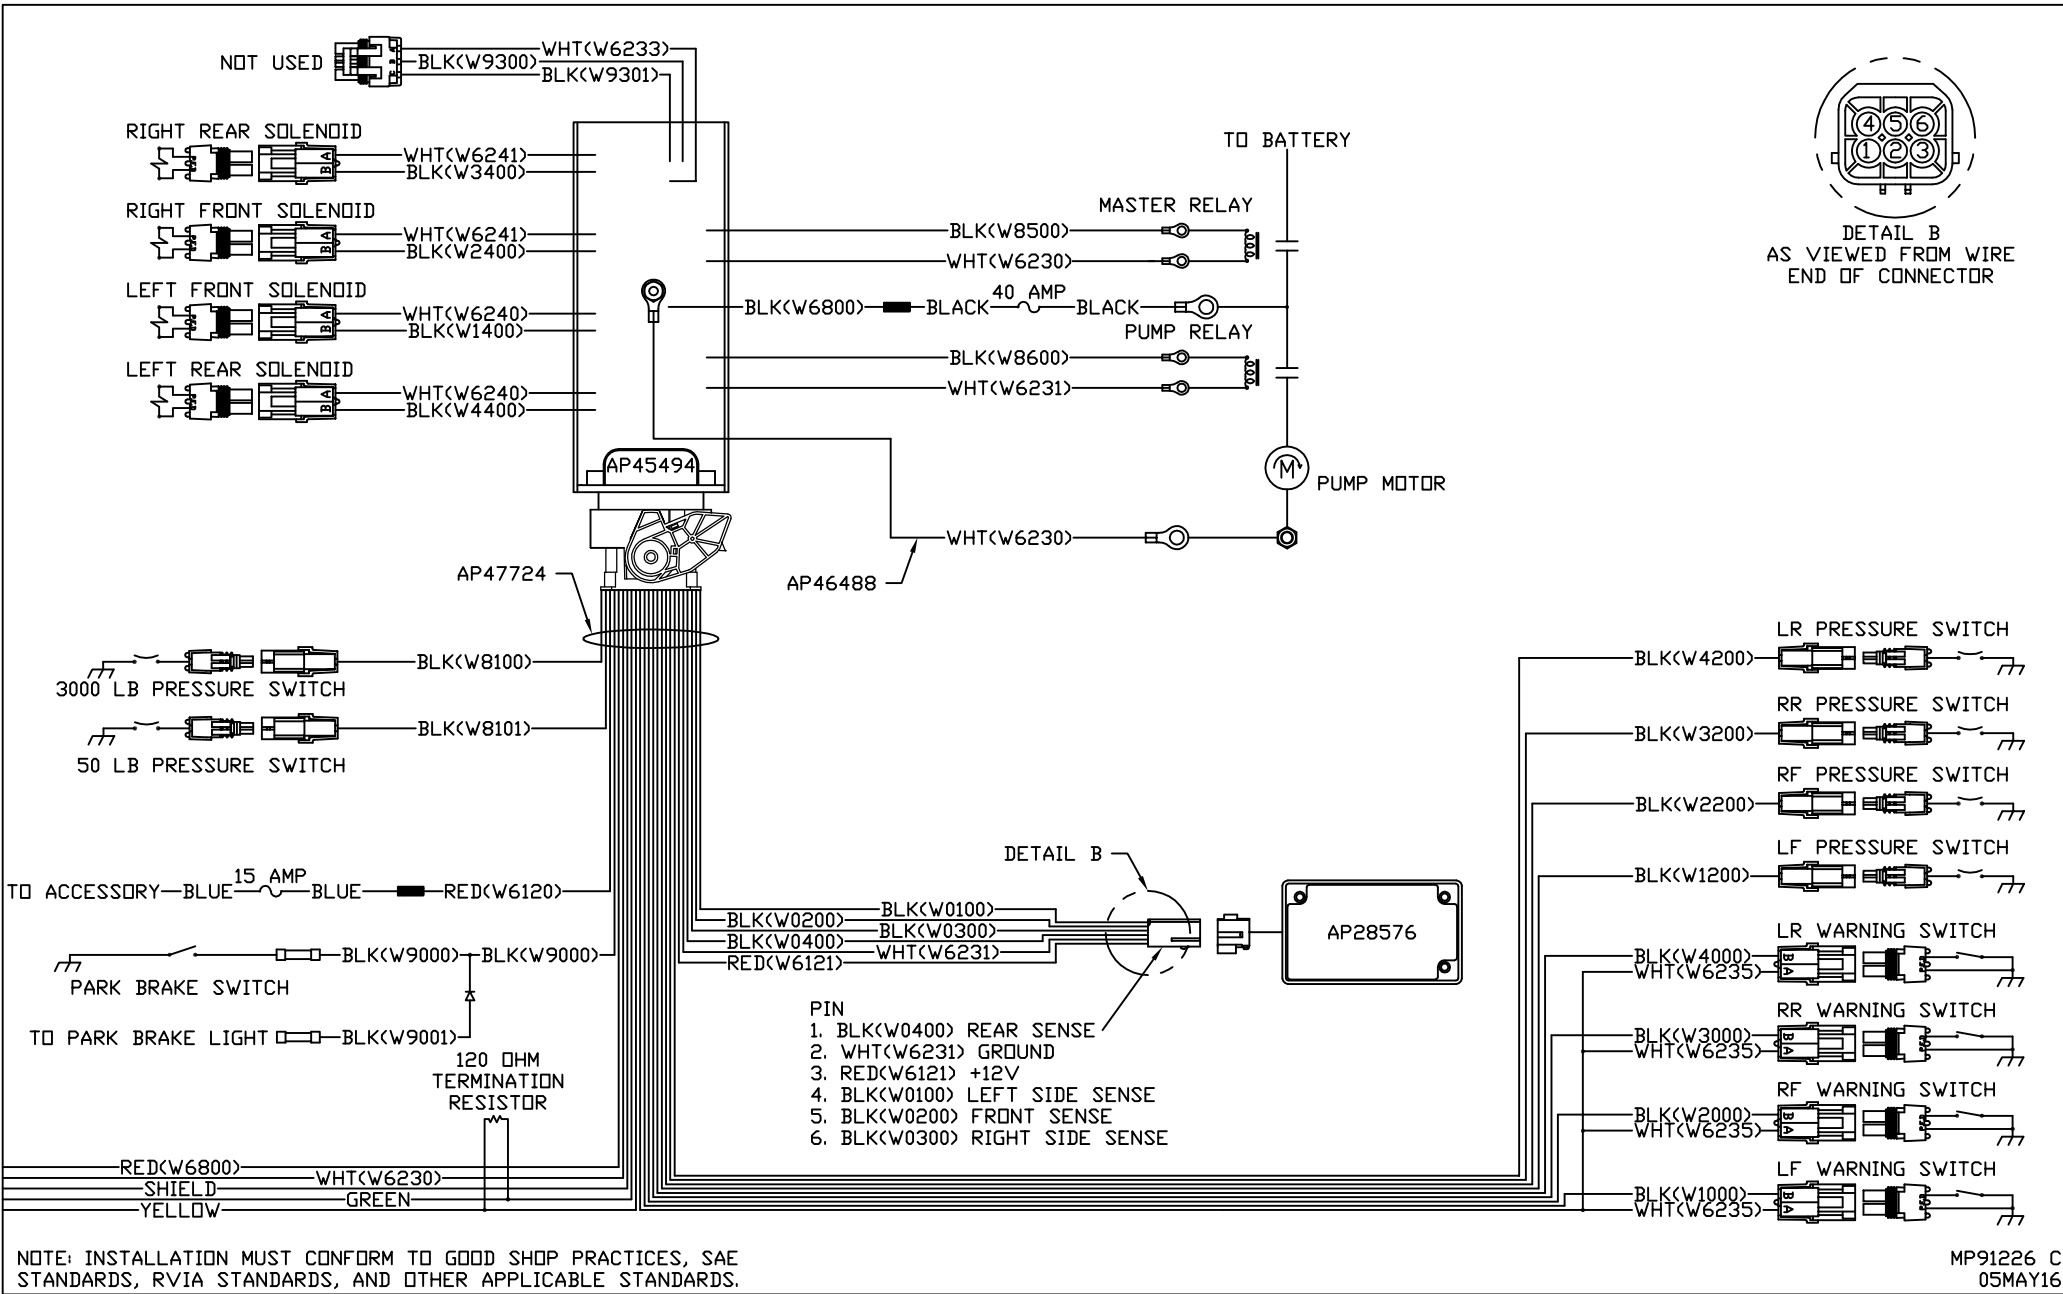 NOT USED
WHT(W6233)
BLK(W9300)
BLK(W9301)
RIGHT REAR SOLENOID
A
B
WHT(W6241)
BLK(W3400)
RIGHT FRONT SOLENOID
A
B
WHT(W6241)
BLK(W2400)
LEFT FRONT SOLENOID
A
B
WHT(W6240)
BLK(W1400)
LEFT REAR SOLENOID
A
B
WHT(W6240)
BLK(W4400)
AP45494
TO BATTERY
MASTER RELAY
BLK(W8500)
WHT(W6230)
BLK(W6800) BLACK 40 AMP BLACK
PUMP RELAY
BLK(W8600)
WHT(W6231)
M
PUMP MOTOR
WHT(W6230)
AP46488
4 5 6
1 2 3
DETAIL B
AS VIEWED FROM WIRE
END OF CONNECTOR
AP47724
BLK(W8100)
3000 LB PRESSURE SWITCH
BLK(W8101)
50 LB PRESSURE SWITCH
TO ACCESSORY BLUE 15 AMP BLUE RED(W6120)
BLK(W9000) BLK(W9000)
PARK BRAKE SWITCH
TO PARK BRAKE LIGHT BLK(W9001)
120 OHM
TERMINATION
RESISTOR
RED(W6800)
WHT(W6230)
SHIELD
GREEN
YELLOW
DETAIL B
BLK(W0100)
BLK(W0200)
BLK(W0300)
BLK(W0400)
WHT(W6231)
RED(W6121)
AP28576
PIN
1. BLK(W0400) REAR SENSE
2. WHT(W6231) GROUND
3. RED(W6121) +12V
4. BLK(W0100) LEFT SIDE SENSE
5. BLK(W0200) FRONT SENSE
6. BLK(W0300) RIGHT SIDE SENSE
LR PRESSURE SWITCH
BLK(W4200)
RR PRESSURE SWITCH
BLK(W3200)
RF PRESSURE SWITCH
BLK(W2200)
LF PRESSURE SWITCH
BLK(W1200)
LR WARNING SWITCH
BLK(W4000)
WHT(W6235)
B
A
RR WARNING SWITCH
BLK(W3000)
WHT(W6235)
B
A
RF WARNING SWITCH
BLK(W2000)
WHT(W6235)
B
A
LF WARNING SWITCH
BLK(W1000)
WHT(W6235)
B
A
NOTE: INSTALLATION MUST CONFORM TO GOOD SHOP PRACTICES, SAE
STANDARDS, RVIA STANDARDS, AND OTHER APPLICABLE STANDARDS.
MP91226 C
05MAY16